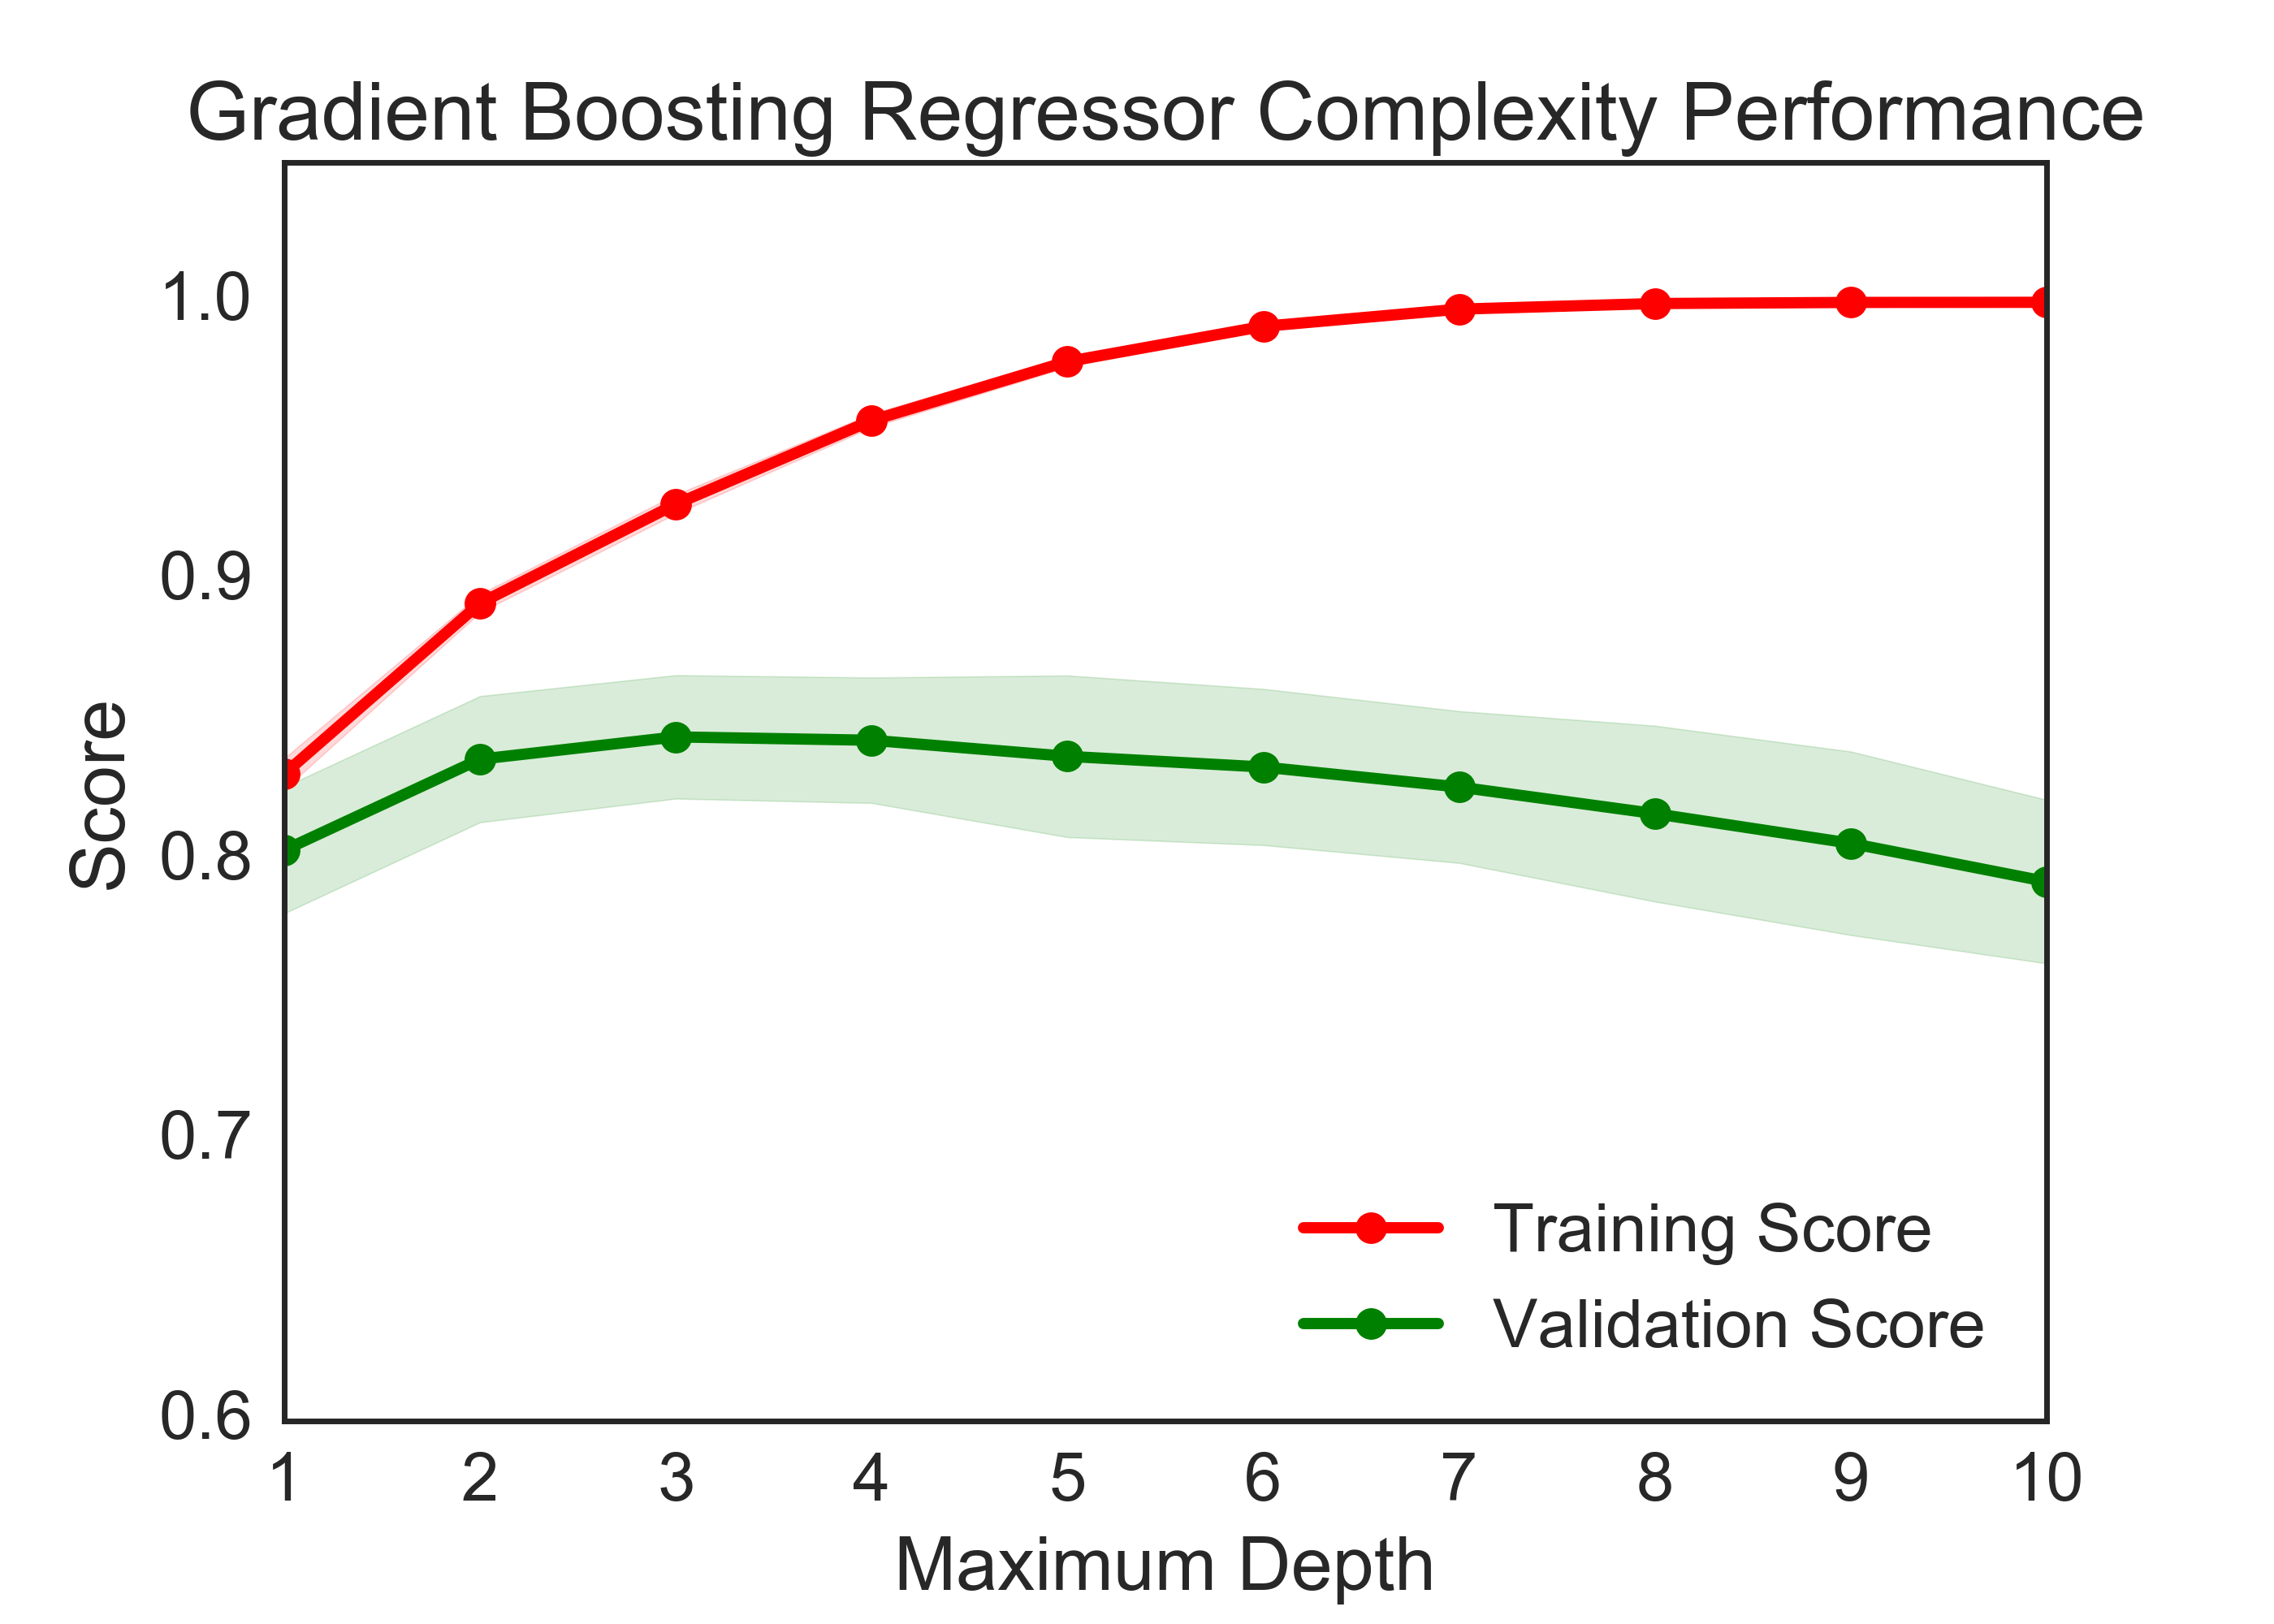 Gradient Boosting Regressor Complexity Performance
Score
1.0
0.9
0.8
0.7
0.6
Training Score
Validation Score
1 2 3 4 5 6 7 8 9 10
Maximum Depth